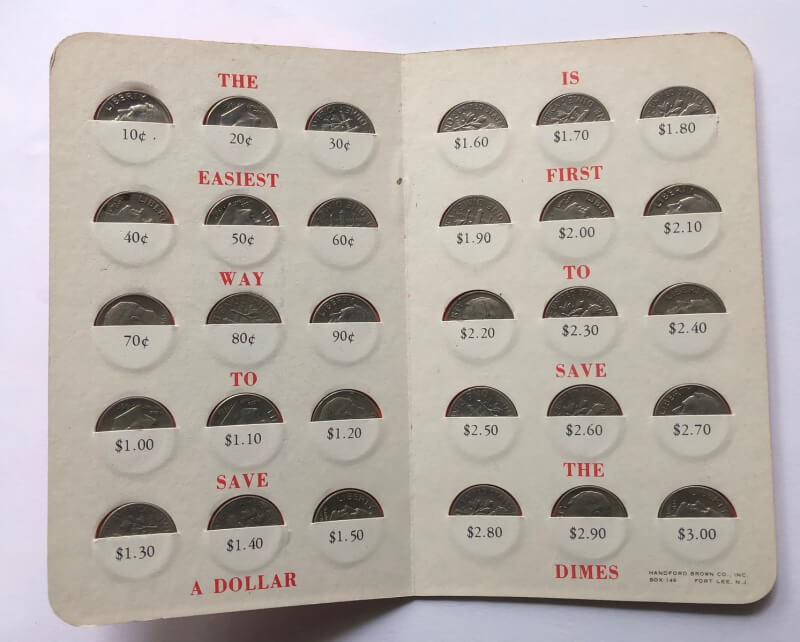 THE
LIBERTY
10¢ 20¢ 30¢
EASIEST
40¢ 50¢ 60¢
WAY
70¢ 80¢ 90¢
TO
$1.00 $1.10 $1.20
SAVE
LIBERTY
$1.30 $1.40 $1.50
A DOLLAR
IS
$1.60 $1.70 $1.80
FIRST
$1.90 $2.00 $2.10
TO
$2.20 $2.30 $2.40
SAVE
$2.50 $2.60 $2.70
THE
$2.80 $2.90 $3.00
DIMES
HANDFORD BROWN CO., INC.
BOX 149 FORT LEE, N.J.